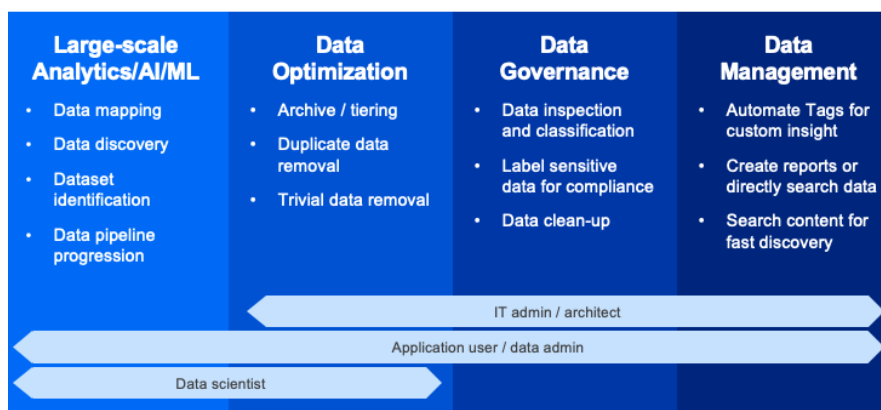 Large-scale
Analytics/AI/ML
• Data mapping
• Data discovery
• Dataset
identification
• Data pipeline
progression
Data
Optimization
• Archive / tiering
• Duplicate data
removal
• Trivial data removal
Data
Governance
• Data inspection
and classification
• Label sensitive
data for compliance
• Data clean-up
Data
Management
• Automate Tags for
custom insight
• Create reports or
directly search data
• Search content for
fast discovery
IT admin / architect
Application user / data admin
Data scientist